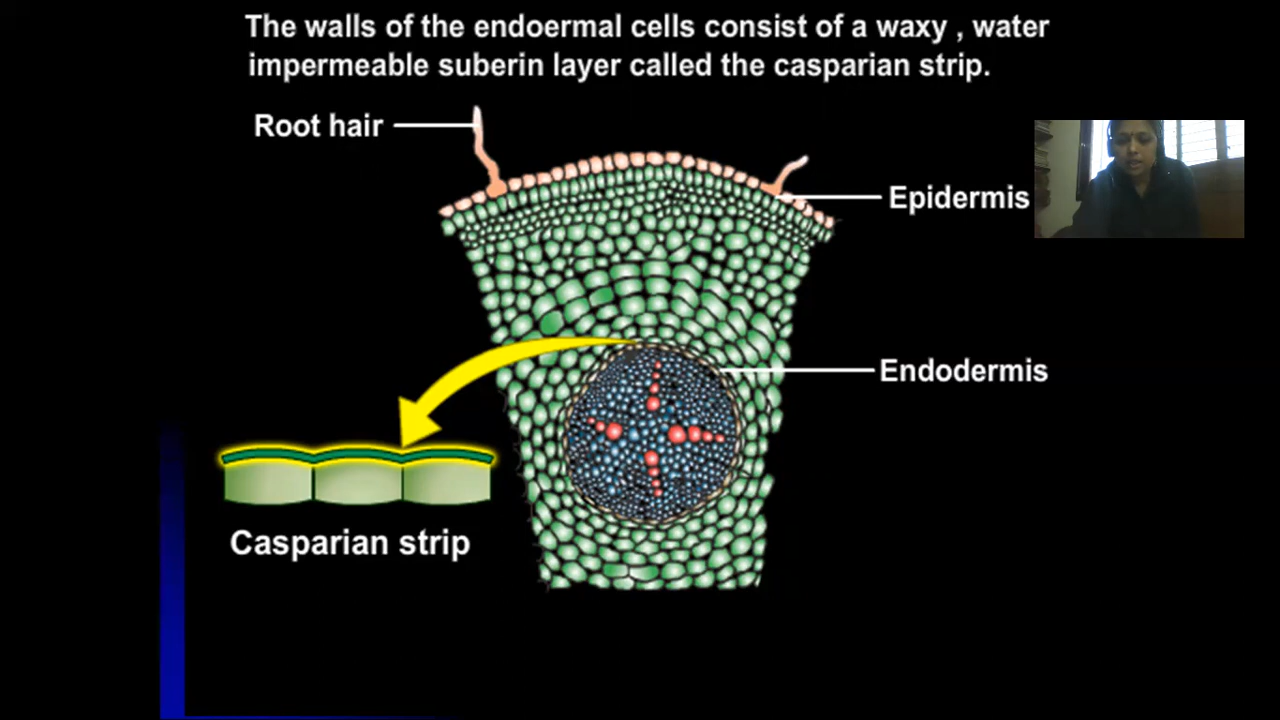 The walls of the endoermal cells consist of a waxy , water
impermeable suberin layer called the casparian strip.
Root hair
Epidermis
Endodermis
Casparian strip